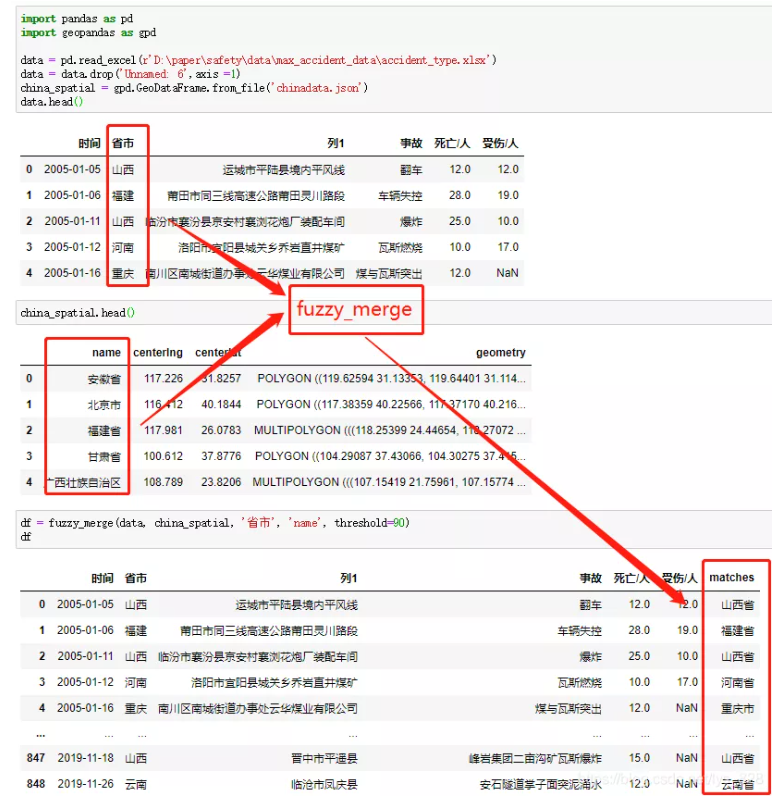 import pandas as pd
import geopandas as gpd
data = pd.read_excel(r'D:\paper\safety\data\max_accident_data\accident_type.xlsx')
data = data.drop('Unnamed: 6',axis =1)
china_spatial = gpd.GeoDataFrame.from_file('chinadata.json')
data.head()
时间 省市 列1 事故 死亡/人 受伤/人
0 2005-01-05 山西 运城市平陆县境内平风线 翻车 12.0 12.0
1 2005-01-06 福建 莆田市同三线高速公路莆田灵川路段 车辆失控 28.0 19.0
2 2005-01-11 山西 临汾市襄汾县京安村襄浏花炮厂装配车间 爆炸 25.0 10.0
3 2005-01-12 河南 洛阳市宜阳县城关乡乔岩直井煤矿 瓦斯燃烧 10.0 17.0
4 2005-01-16 重庆 南川区南城街道办事处云华煤业有限公司 煤与瓦斯突出 12.0 NaN
fuzzy_merge
china_spatial.head()
name centerlng centerlat geometry
0 安徽省 117.226 31.8257 POLYGON ((119.62594 31.13353, 119.64401 31.114...
1 北京市 116.412 40.1844 POLYGON ((117.38359 40.22566, 117.37170 40.216...
2 福建省 117.981 26.0783 MULTIPOLYGON (((118.25399 24.44654, 118.27072 ...
3 甘肃省 100.612 37.8776 POLYGON ((104.29087 37.43066, 104.30275 37.415...
4 广西壮族自治区 108.789 23.8206 MULTIPOLYGON (((107.15419 21.75961, 107.15774 ...
df = fuzzy_merge(data, china_spatial, '省市', 'name', threshold=90)
df
时间 省市 列1 事故 死亡/人 受伤/人 matches
0 2005-01-05 山西 运城市平陆县境内平风线 翻车 12.0 12.0 山西省
1 2005-01-06 福建 莆田市同三线高速公路莆田灵川路段 车辆失控 28.0 19.0 福建省
2 2005-01-11 山西 临汾市襄汾县京安村襄浏花炮厂装配车间 爆炸 25.0 10.0 山西省
3 2005-01-12 河南 洛阳市宜阳县城关乡乔岩直井煤矿 瓦斯燃烧 10.0 17.0 河南省
4 2005-01-16 重庆 南川区南城街道办事处云华煤业有限公司 煤与瓦斯突出 12.0 NaN 重庆市
... ... ... ... ... ... ... ...
847 2019-11-18 山西 晋中市平遥县 峰岩集团二亩沟矿瓦斯爆炸 15.0 NaN 山西省
848 2019-11-26 云南 临沧市凤庆县 安石隧道掌子面突泥涌水 12.0 NaN 云南省